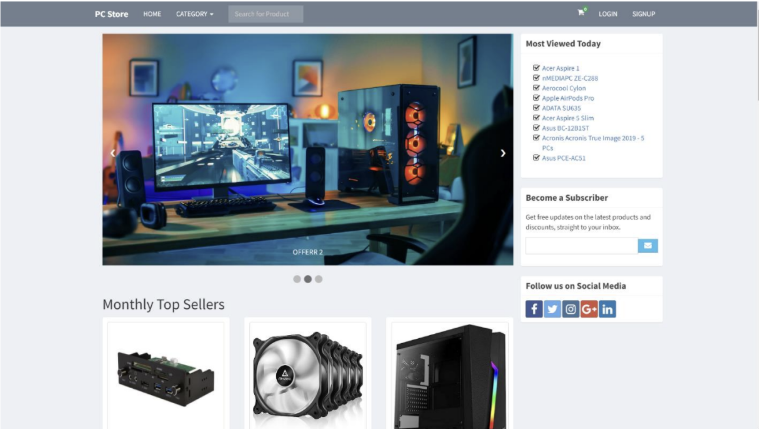 PC Store HOME CATEGORY Search for Product LOGIN SIGNUP
OFFERR 2
Monthly Top Sellers
Most Viewed Today
Acer Aspire 1
nMEDIAPC ZE-C268
Aerocool Cylon
Apple AirPods Pro
ADATA SU635
Acer Aspire 5 Slim
Asus BC-12B1ST
Acronis Acronis True Image 2019 - 5
PCs
Asus PCE-AC51
Become a Subscriber
Get free updates on the latest products and
discounts, straight to your inbox.
Follow us on Social Media